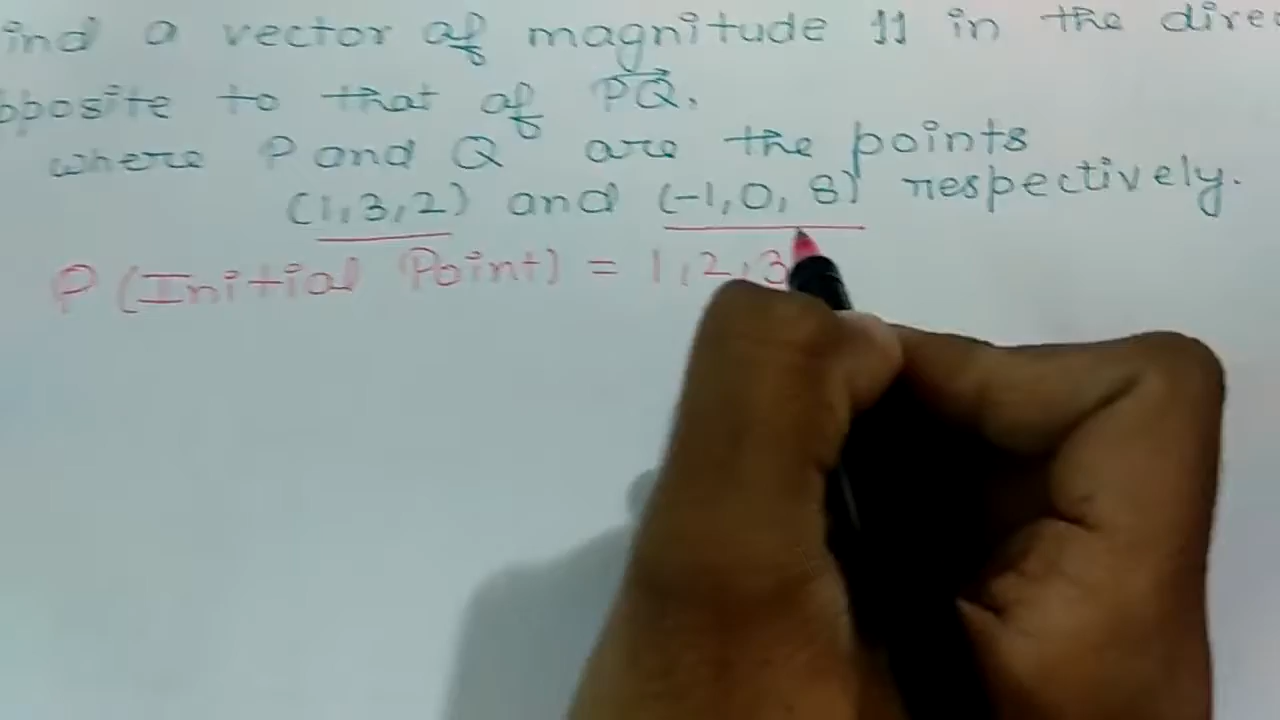 ind a vector of magnitude 11 in the dire
pposite to that of PQ.
where P and Q are the points
(1,3,2) and (-1,0, 8) respectively.
P (Initial Point) = 1,2,3